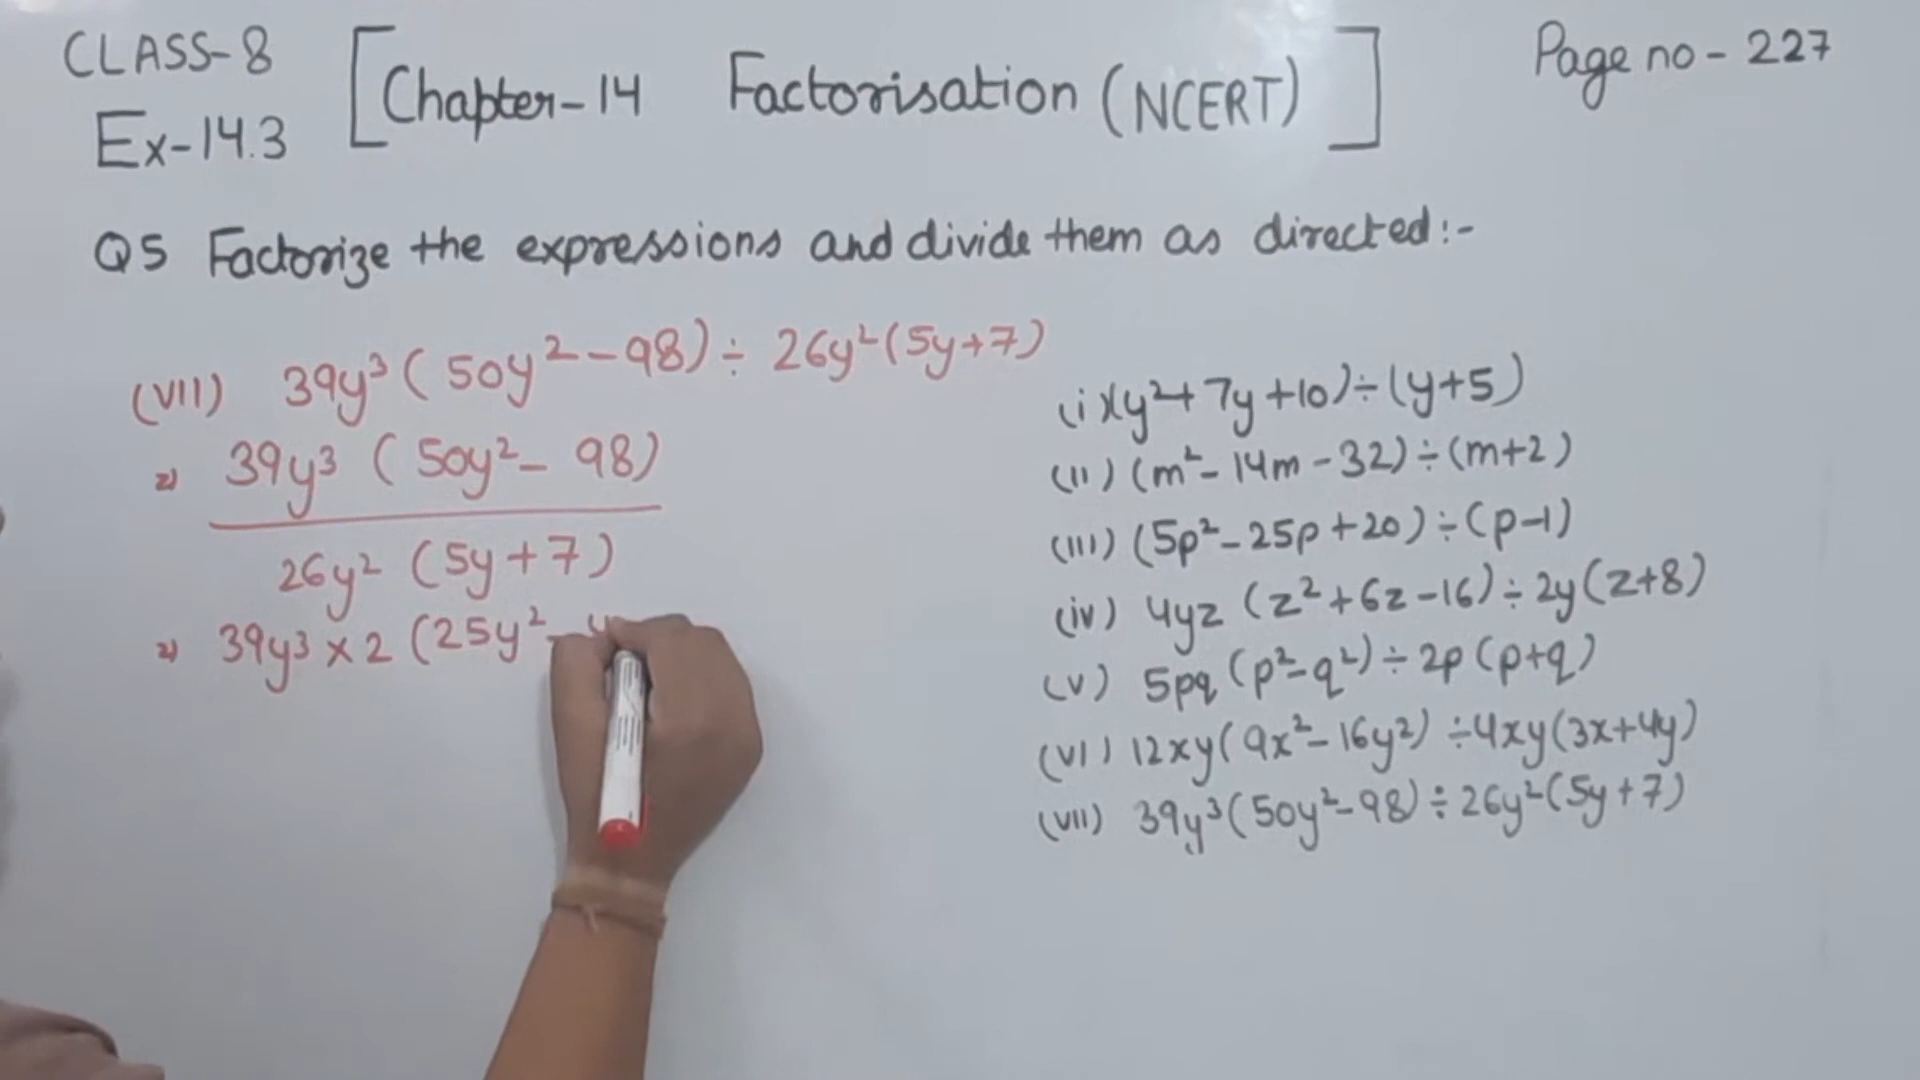 CLASS-8
Ex-14.3
[Chapter-14 Factorisation (NCERT)]
Page no - 227
Q5 Factorize the expressions and divide them as directed:-
(VII) 39y³(50y²-98) ÷ 26y²(5y+7)
⇒ 39y³ (50y² - 98)
26y² (5y+7)
⇒ 39y³ × 2 (25y² - 4
(i) (y²+7y+10)÷(y+5)
(II) (m²-14m-32)÷(m+2)
(III) (5p²-25p+20)÷(p-1)
(iv) 4yz (z²+6z-16)÷2y(z+8)
(v) 5pq (p²-q²)÷2p(p+q)
(VI) 12xy(9x²-16y²)÷4xy(3x+4y)
(VII) 39y³(50y²-98)÷26y²(5y+7)